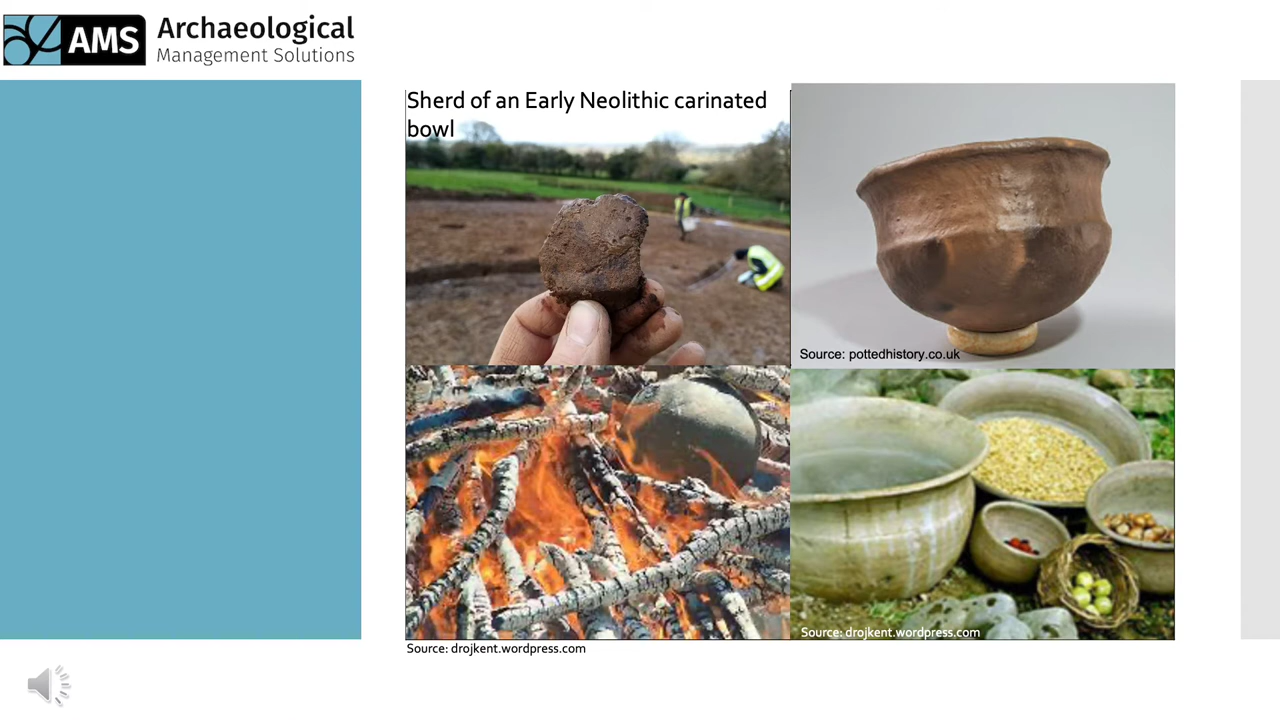 AMS
Archaeological
Management Solutions
Sherd of an Early Neolithic carinated
bowl
Source: pottedhistory.co.uk
Source: drojkent.wordpress.com
Source: drojkent.wordpress.com